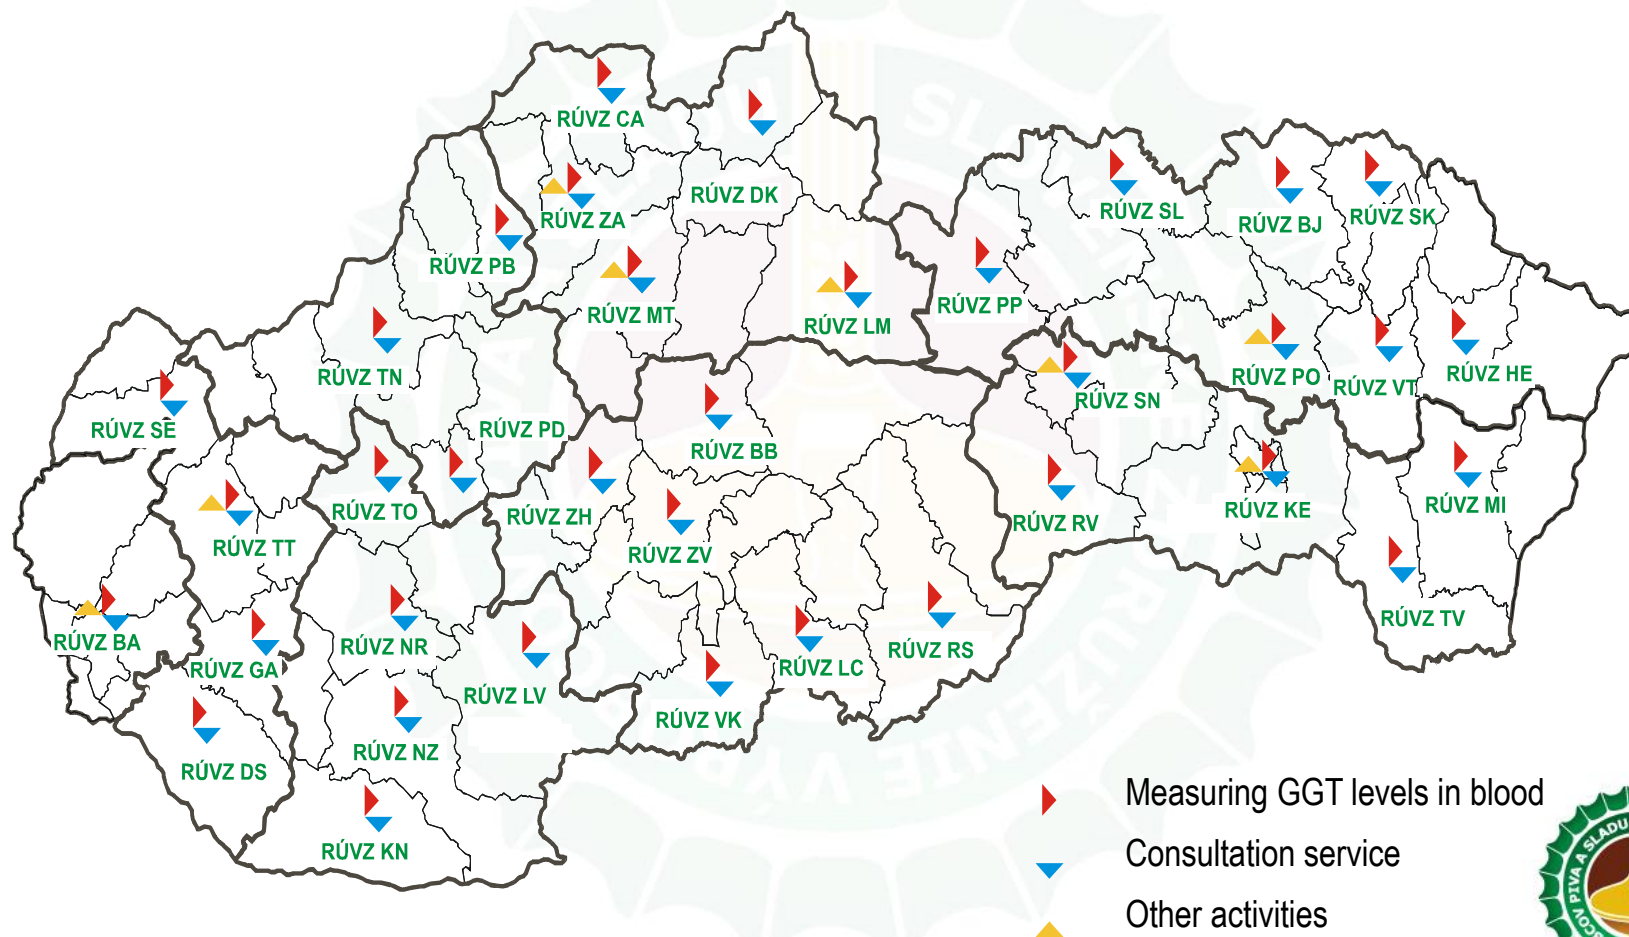 RÚVZ CA
RÚVZ DK
RÚVZ ZA
RÚVZ SL
RÚVZ BJ
RÚVZ SK
RÚVZ PB
RÚVZ MT
RÚVZ LM
RÚVZ PP
RÚVZ TN
RÚVZ PO
RÚVZ VT
RÚVZ HE
RÚVZ SN
RÚVZ SE
RÚVZ PD
RÚVZ BB
RÚVZ TO
RÚVZ ZH
RÚVZ RV
RÚVZ KE
RÚVZ MI
RÚVZ TT
RÚVZ ZV
RÚVZ TV
RÚVZ BA
RÚVZ NR
RÚVZ RS
RÚVZ GA
RÚVZ LC
RÚVZ LV
RÚVZ VK
RÚVZ NZ
RÚVZ DS
RÚVZ KN
Measuring GGT levels in blood
Consultation service
Other activities
PIVA A SLADU